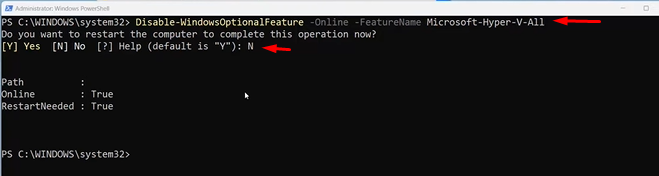 Administrator: Windows PowerShell
PS C:\WINDOWS\system32> Disable-WindowsOptionalFeature -Online -FeatureName Microsoft-Hyper-V-All
Do you want to restart the computer to complete this operation now?
[Y] Yes  [N] No  [?] Help (default is "Y"): N
Path          :
Online        : True
RestartNeeded : True
PS C:\WINDOWS\system32>